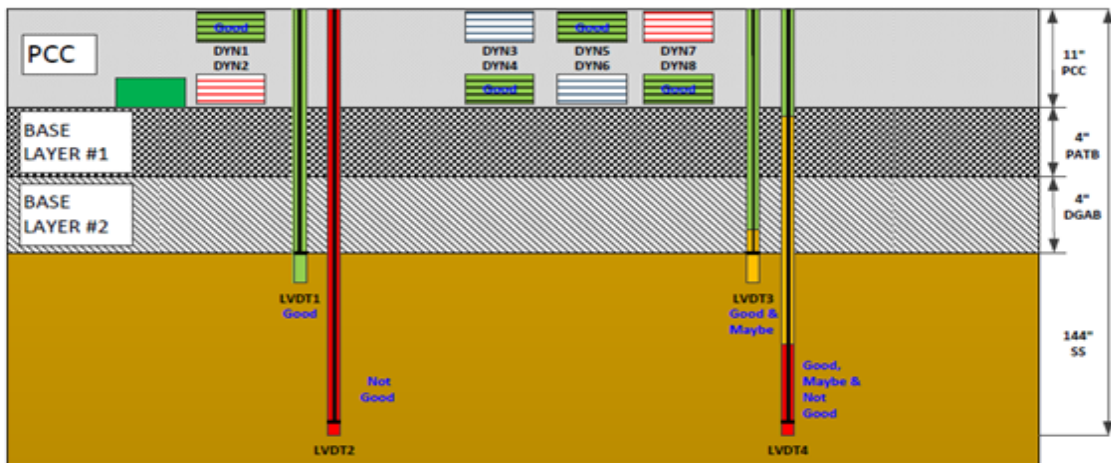 PCC
Good
DYN1
DYN2
DYN3
DYN4
Good
Good
DYN5
DYN6
DYN7
DYN8
Good
11"
PCC
BASE
LAYER #1
4"
PATB
BASE
LAYER #2
4"
DGAB
LVDT1
Good
LVDT3
Good &
Maybe
144"
SS
Not
Good
Good,
Maybe &
Not
Good
LVDT2
LVDT4